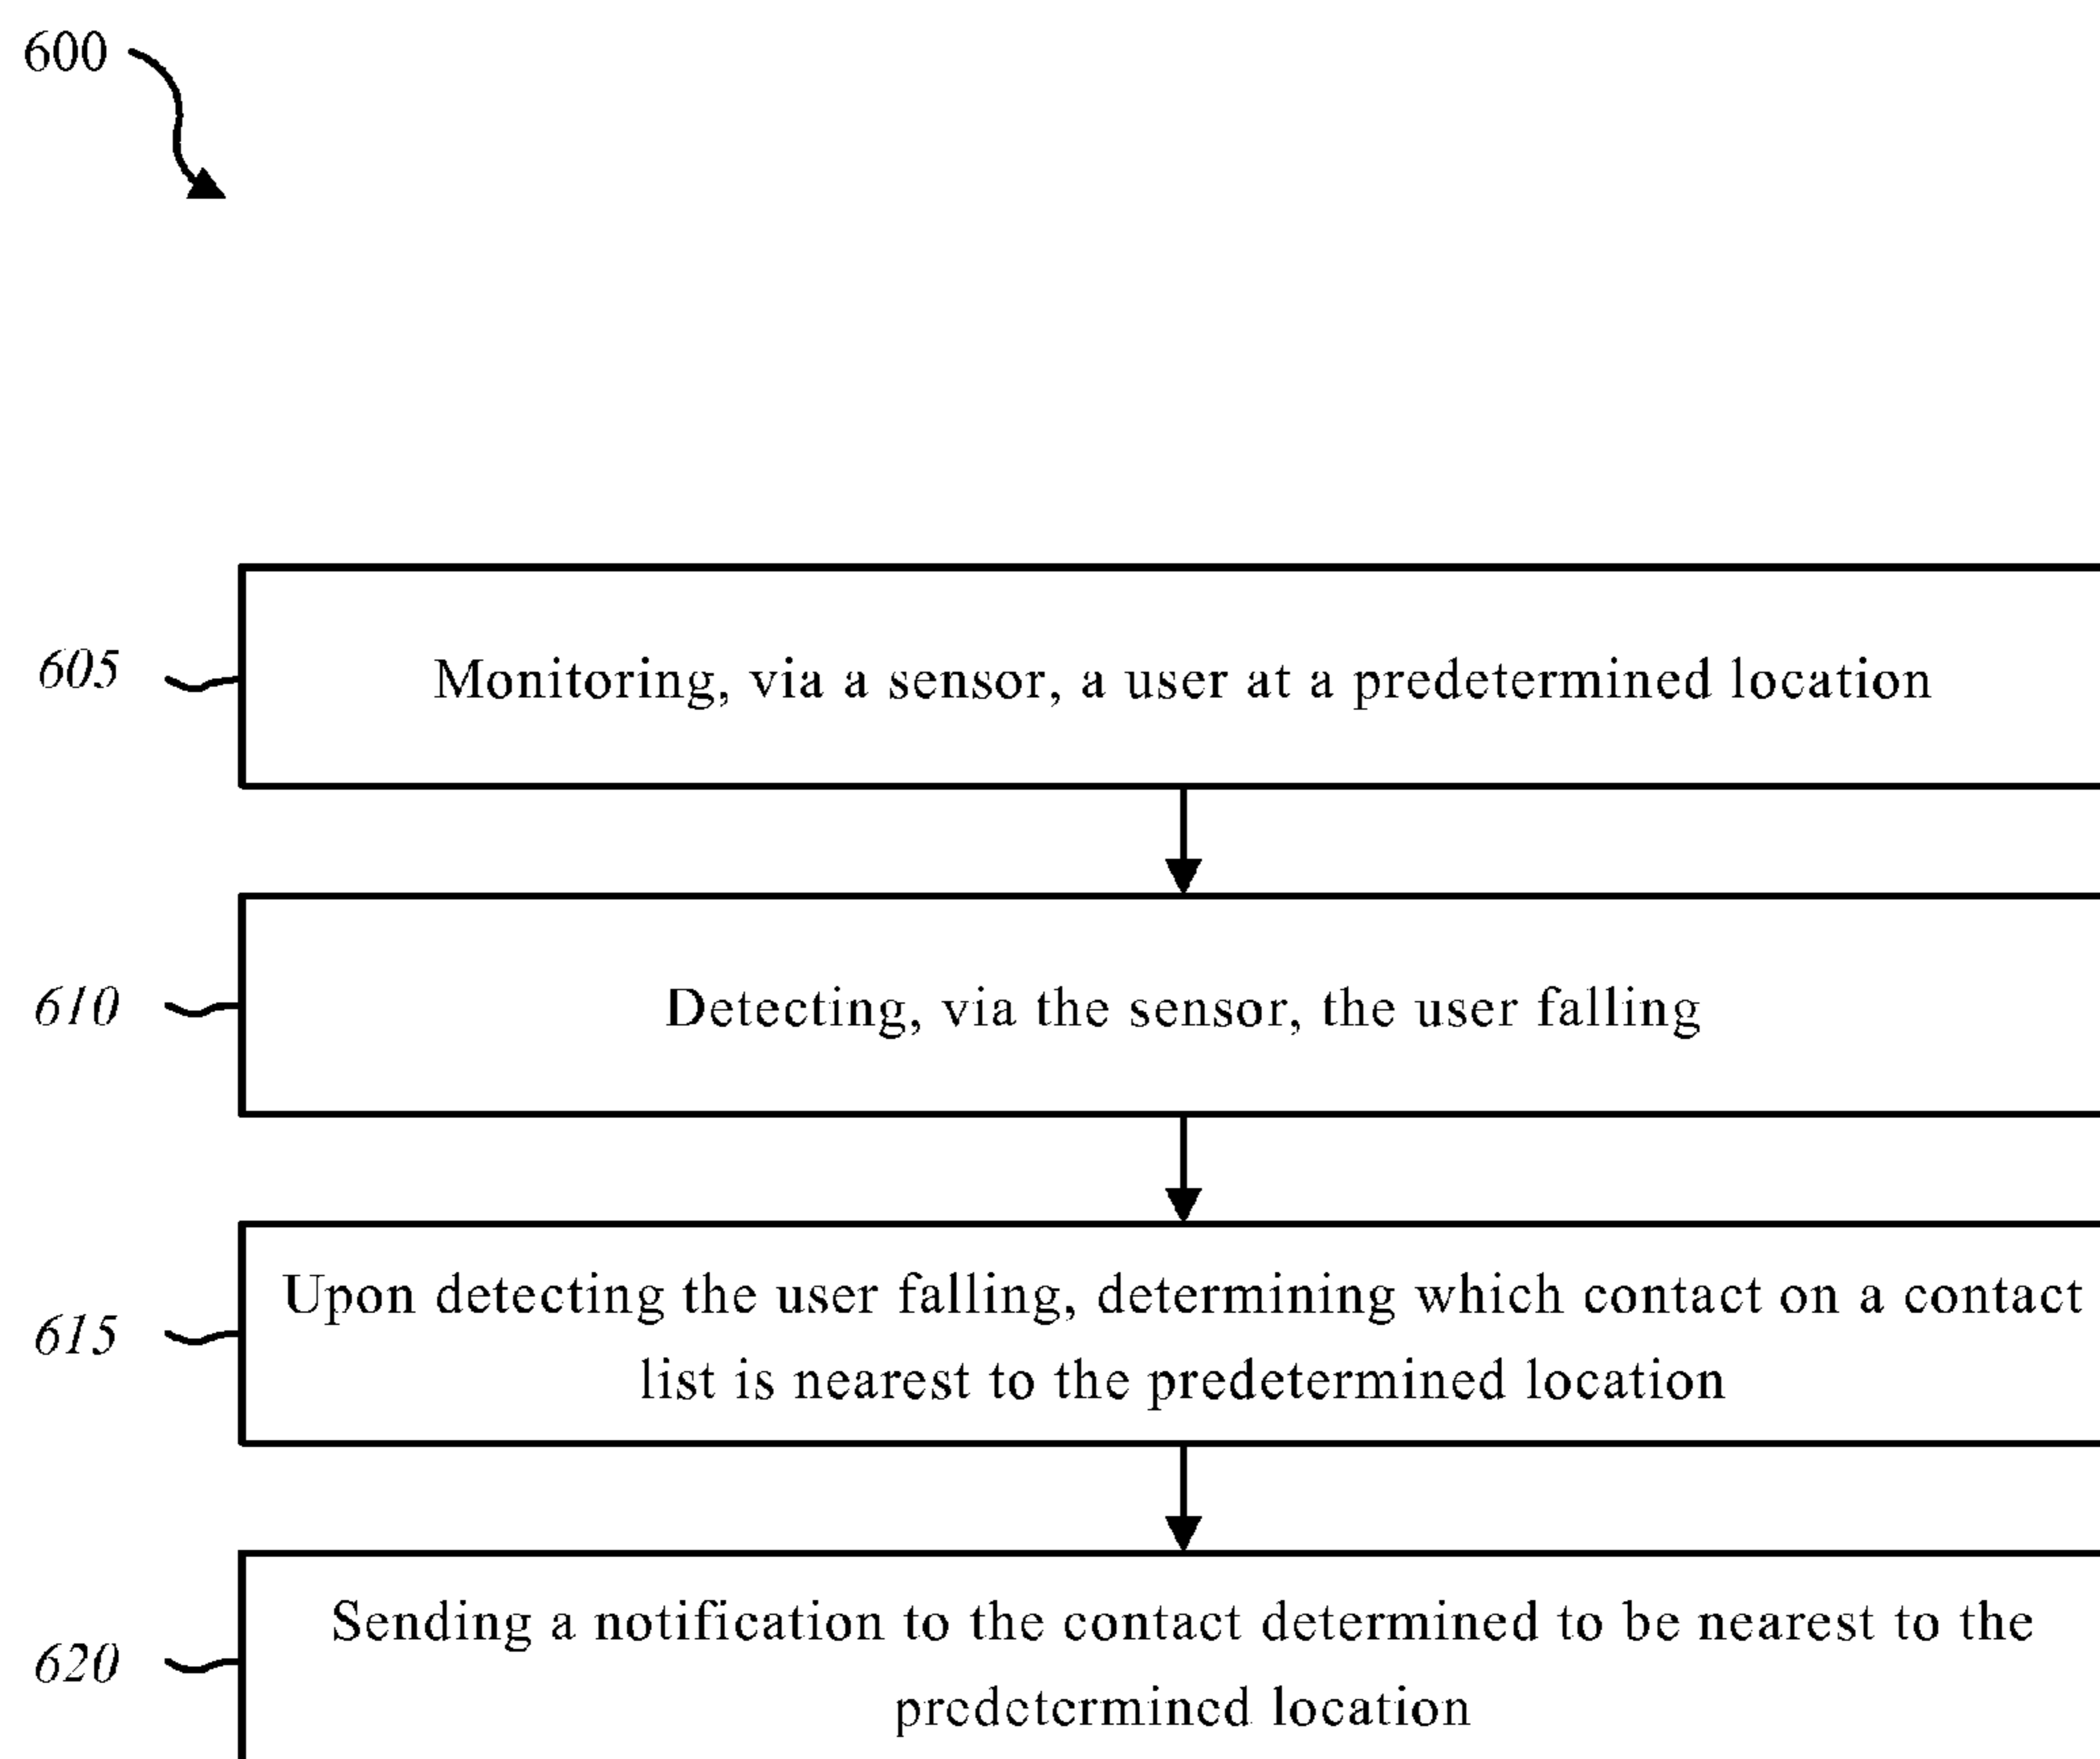 600
605
Monitoring, via a sensor, a user at a predetermined location
610
Detecting, via the sensor, the user falling
615
Upon detecting the user falling, determining which contact on a contact
list is nearest to the predetermined location
620
Sending a notification to the contact determined to be nearest to the
predetermined location